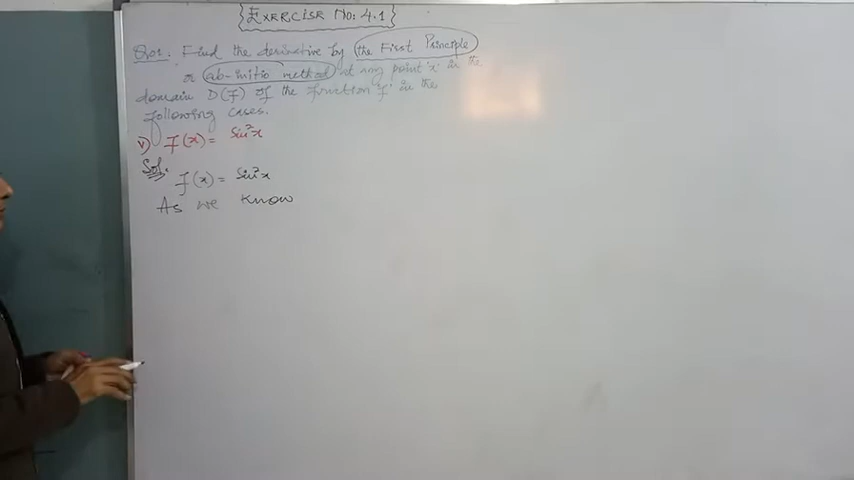 EXERCISE NO: 4.1
Q no1. Find the derivative by the First Principle
or ab-initio method at any point 'x' in the
domain D(f) of the function 'f' in the
following cases.
v) f(x) = Sin²x
Sol.
f(x) = Sin²x
As we know